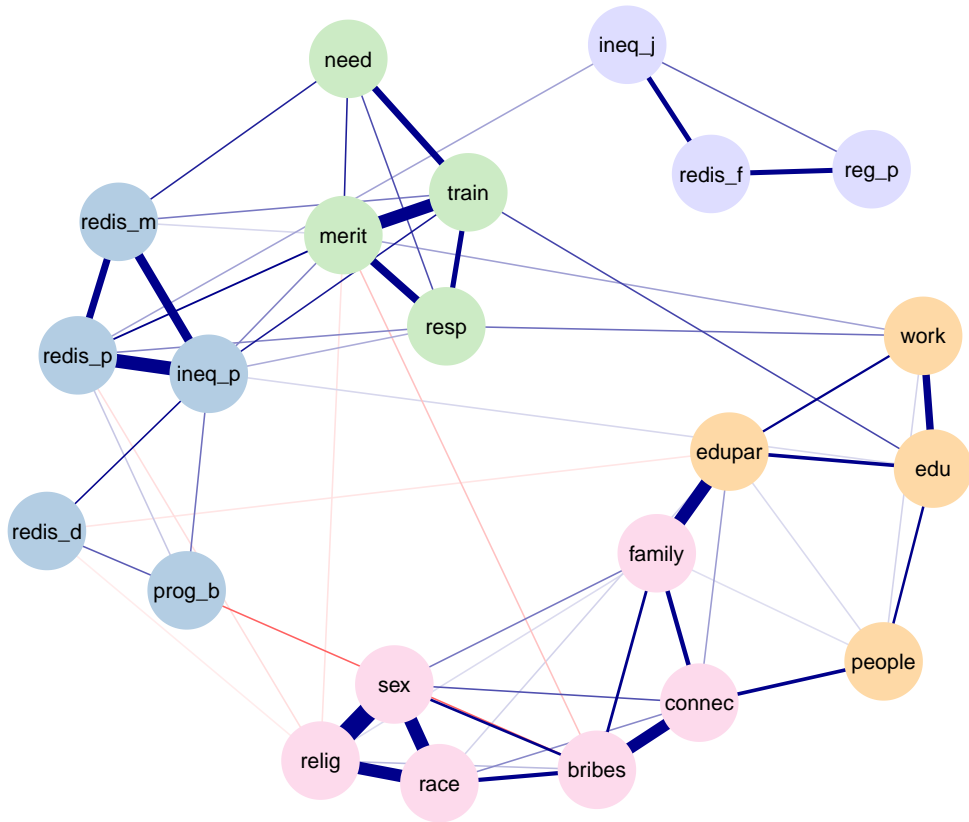 ineq_j
need
redis_f
reg_p
train
redis_m
merit
resp
work
redis_p
ineq_p
edupar
edu
redis_d
family
prog_b
people
sex
connec
relig
bribes
race